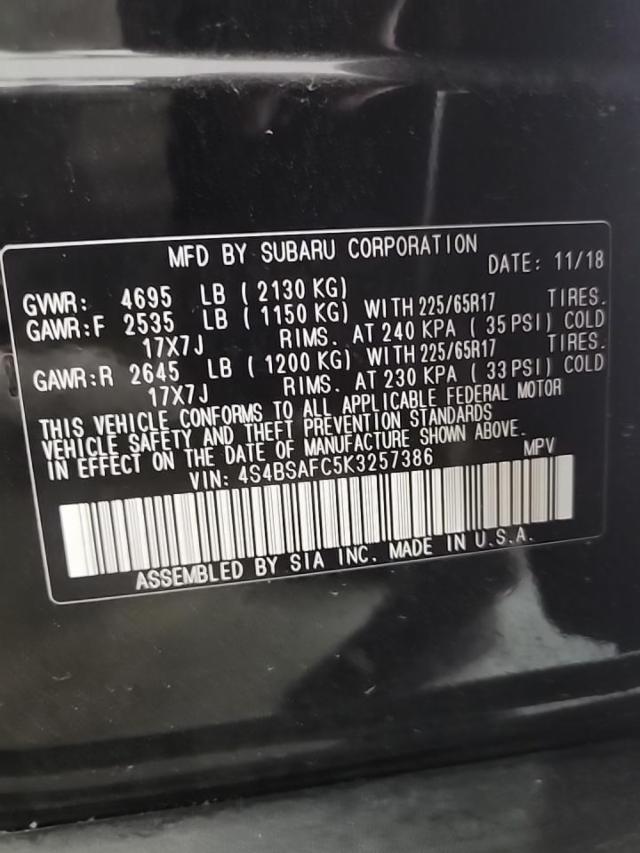 MFD BY SUBARU CORPORATION DATE: 11/18
GVWR: 4695 LB ( 2130 KG)
GAWR:F 2535 LB ( 1150 KG) WITH 225/65R17 TIRES.
17X7J RIMS. AT 240 KPA ( 35 PSI) COLD
GAWR:R 2645 LB ( 1200 KG) WITH 225/65R17 TIRES.
17X7J RIMS. AT 230 KPA ( 33 PSI) COLD
THIS VEHICLE CONFORMS TO ALL APPLICABLE FEDERAL MOTOR
VEHICLE SAFETY AND THEFT PREVENTION STANDARDS
IN EFFECT ON THE DATE OF MANUFACTURE SHOWN ABOVE.
VIN: 4S4BSAFC5K3257386 MPV
ASSEMBLED BY SIA INC. MADE IN U.S.A.